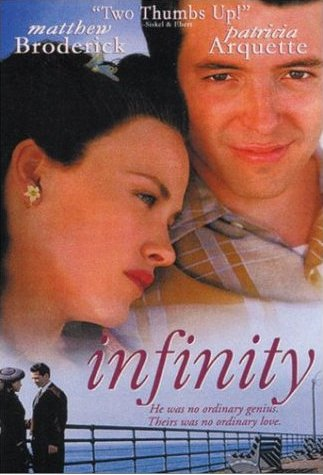 "Two Thumbs Up!"
-Siskel & Ebert
matthew
Broderick
patricia
Arquette
infinity
He was no ordinary genius.
Theirs was no ordinary love.